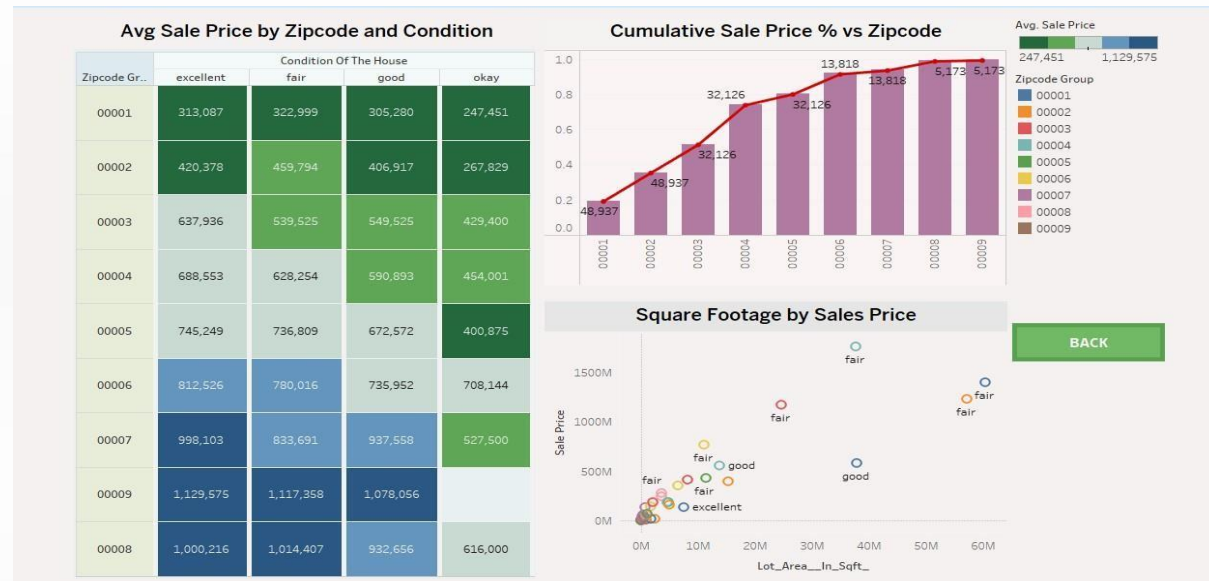 Avg Sale Price by Zipcode and Condition
Condition Of The House
Zipcode Gr.. excellent fair good okay
00001 313,087 322,999 305,280 247,451
00002 420,378 459,794 406,917 267,829
00003 637,936 539,525 549,525 429,400
00004 688,553 628,254 590,893 454,001
00005 745,249 736,809 672,572 400,875
00006 812,526 780,016 735,952 708,144
00007 998,103 833,691 937,558 527,500
00009 1,129,575 1,117,358 1,078,056
00008 1,000,216 1,014,407 932,656 616,000
Cumulative Sale Price % vs Zipcode
1.0
0.8
0.6
0.4
0.2
0.0
48,937
48,937
32,126
32,126
32,126
13,818
13,818
5,173
5,173
00001 00002 00003 00004 00005 00006 00007 00008 00009
Square Footage by Sales Price
Sale Price
1500M
1000M
500M
0M
fair
fair
fair
fair
fair
good
good
fair
fair
excellent
0M 10M 20M 30M 40M 50M 60M
Lot_Area__In_Sqft_
Avg. Sale Price
247,451 1,129,575
Zipcode Group
00001
00002
00003
00004
00005
00006
00007
00008
00009
BACK